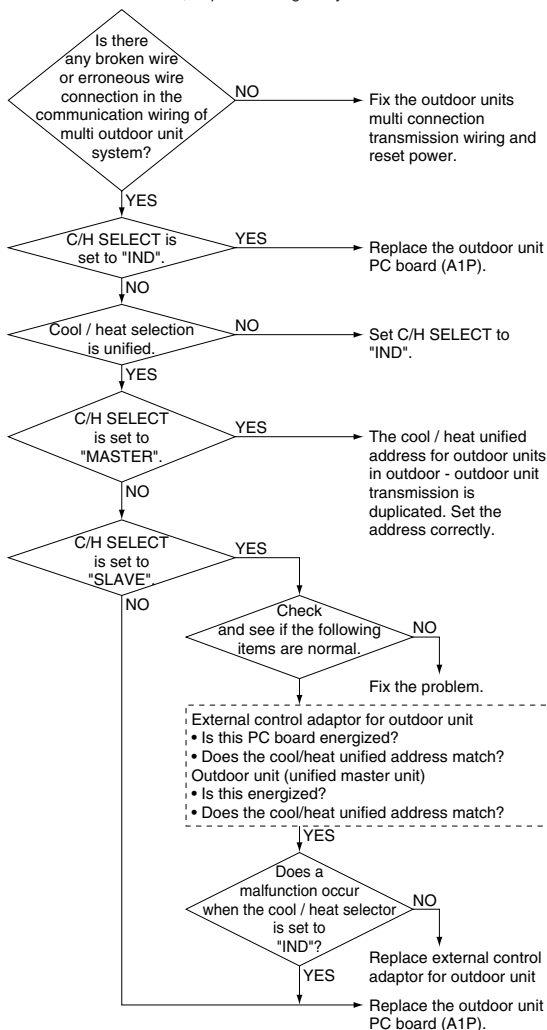 Is there
any broken wire
or erroneous wire
connection in the
communication wiring of
multi outdoor unit
system?
NO
Fix the outdoor units
multi connection
transmission wiring and
reset power.
YES
C/H SELECT is
set to "IND".
YES
Replace the outdoor unit
PC board (A1P).
NO
Cool / heat selection
is unified.
NO
Set C/H SELECT to
"IND".
YES
C/H SELECT
is set to
"MASTER".
YES
The cool / heat unified
address for outdoor units
in outdoor - outdoor unit
transmission is
duplicated. Set the
address correctly.
NO
C/H SELECT
is set to
"SLAVE".
YES
NO
Check
and see if the following
items are normal.
NO
Fix the problem.
External control adaptor for outdoor unit
• Is this PC board energized?
• Does the cool/heat unified address match?
Outdoor unit (unified master unit)
• Is this energized?
• Does the cool/heat unified address match?
YES
Does a
malfunction occur
when the cool / heat selector
is set to
"IND"?
NO
Replace external control
adaptor for outdoor unit
YES
Replace the outdoor unit
PC board (A1P).